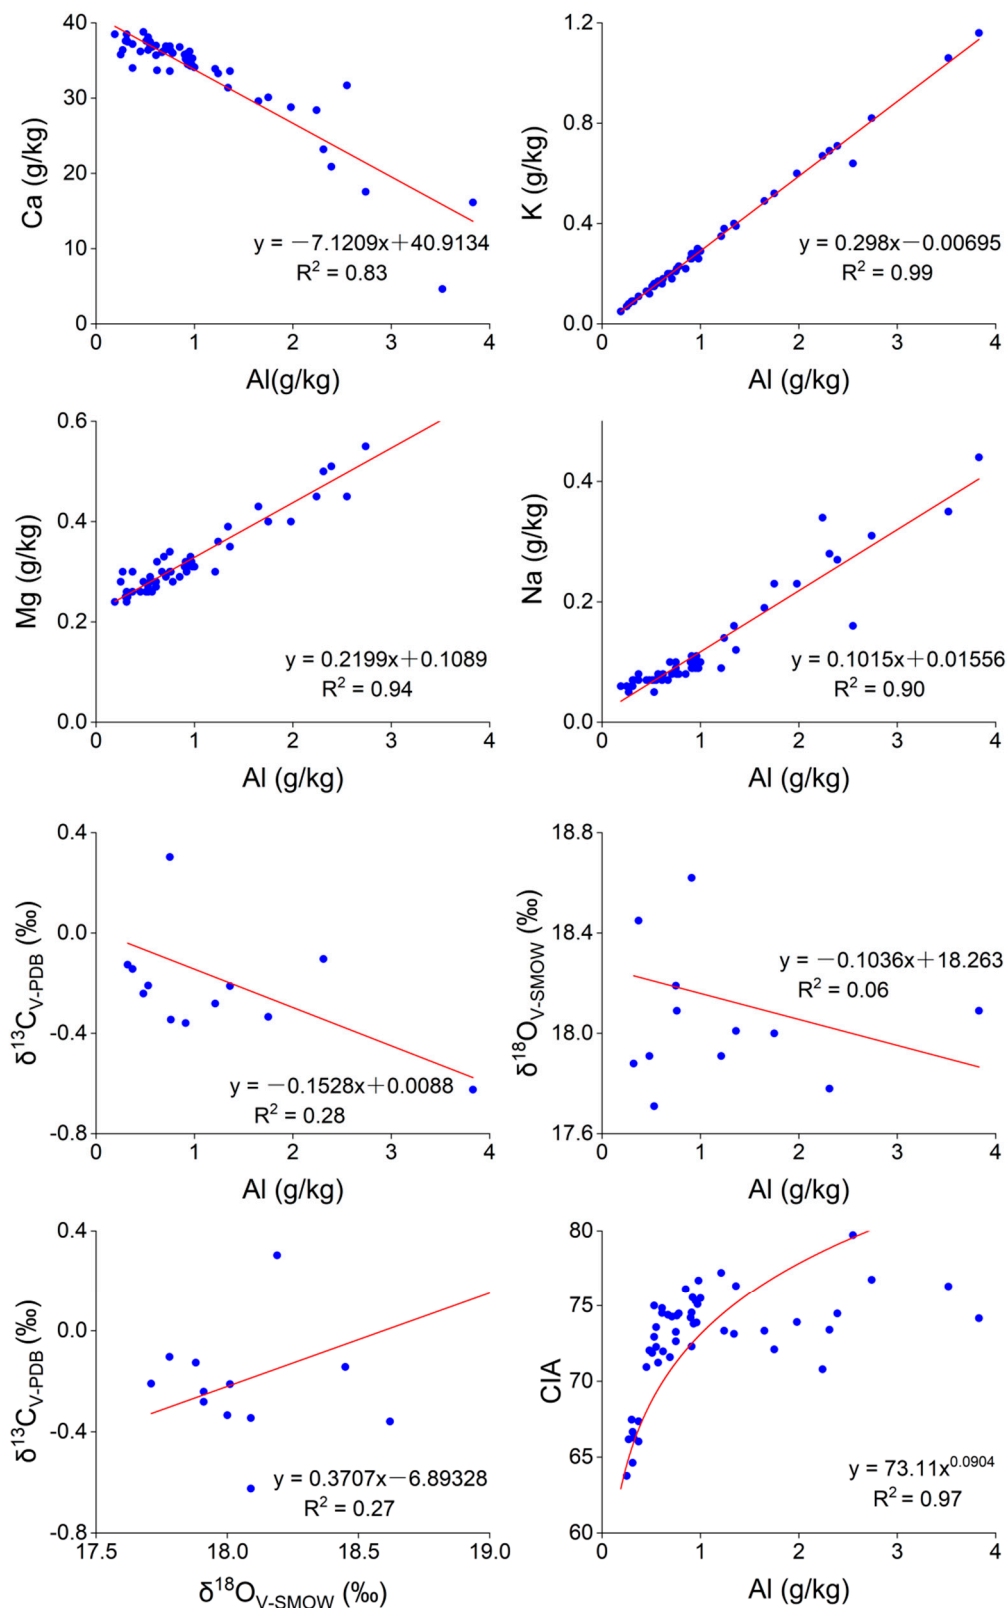 40
30
20
10
0
Ca (g/kg)
y = −7.1209x+40.9134
R² = 0.83
0 1 2 3 4
Al(g/kg)
1.2
0.8
0.4
0.0
K (g/kg)
y = 0.298x−0.00695
R² = 0.99
0 1 2 3 4
Al (g/kg)
0.6
0.4
0.2
0.0
Mg (g/kg)
y = 0.2199x+0.1089
R² = 0.94
0 1 2 3 4
Al (g/kg)
0.4
0.2
0.0
Na (g/kg)
y = 0.1015x+0.01556
R² = 0.90
0 1 2 3 4
Al (g/kg)
0.4
0.0
-0.4
-0.8
δ¹³C_V-PDB (‰)
y = −0.1528x+0.0088
R² = 0.28
0 1 2 3 4
Al (g/kg)
18.8
18.4
18.0
17.6
δ¹⁸O_V-SMOW (‰)
y = −0.1036x+18.263
R² = 0.06
0 1 2 3 4
Al (g/kg)
0.4
0.0
-0.4
-0.8
δ¹³C_V-PDB (‰)
y = 0.3707x−6.89328
R² = 0.27
17.5 18.0 18.5 19.0
δ¹⁸O_V-SMOW (‰)
80
75
70
65
60
CIA
y = 73.11x^0.0904
R² = 0.97
0 1 2 3 4
Al (g/kg)